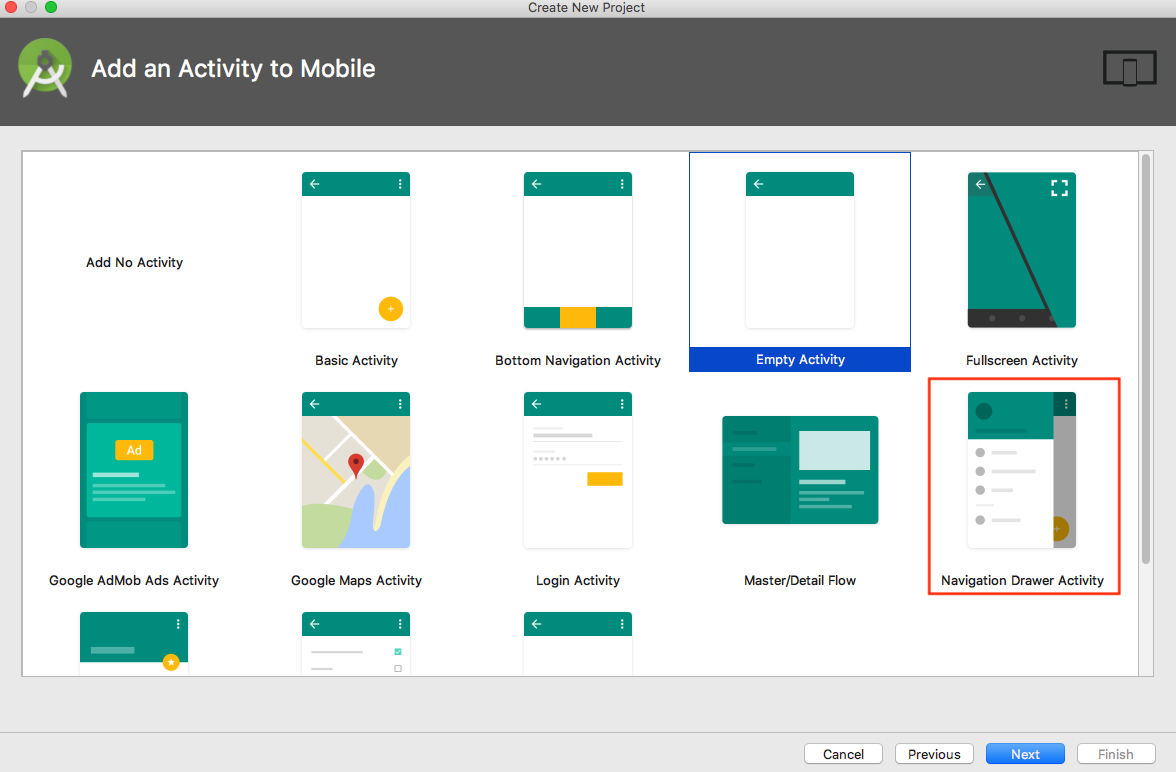 Create New Project
Add an Activity to Mobile
Add No Activity
Basic Activity
Bottom Navigation Activity
Empty Activity
Fullscreen Activity
Ad
Google AdMob Ads Activity
Google Maps Activity
Login Activity
Master/Detail Flow
Navigation Drawer Activity
Cancel
Previous
Next
Finish